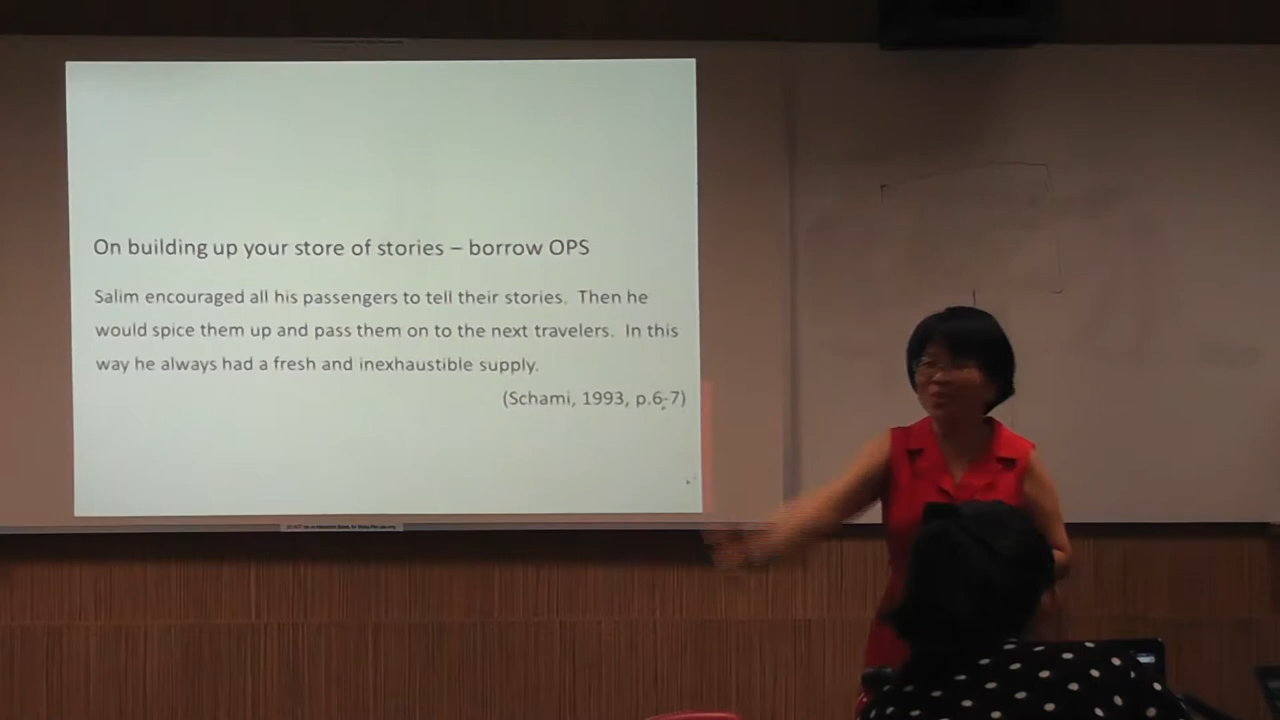 On building up your store of stories – borrow OPS
Salim encouraged all his passengers to tell their stories.  Then he
would spice them up and pass them on to the next travelers.  In this
way he always had a fresh and inexhaustible supply.
(Schami, 1993, p.6-7)